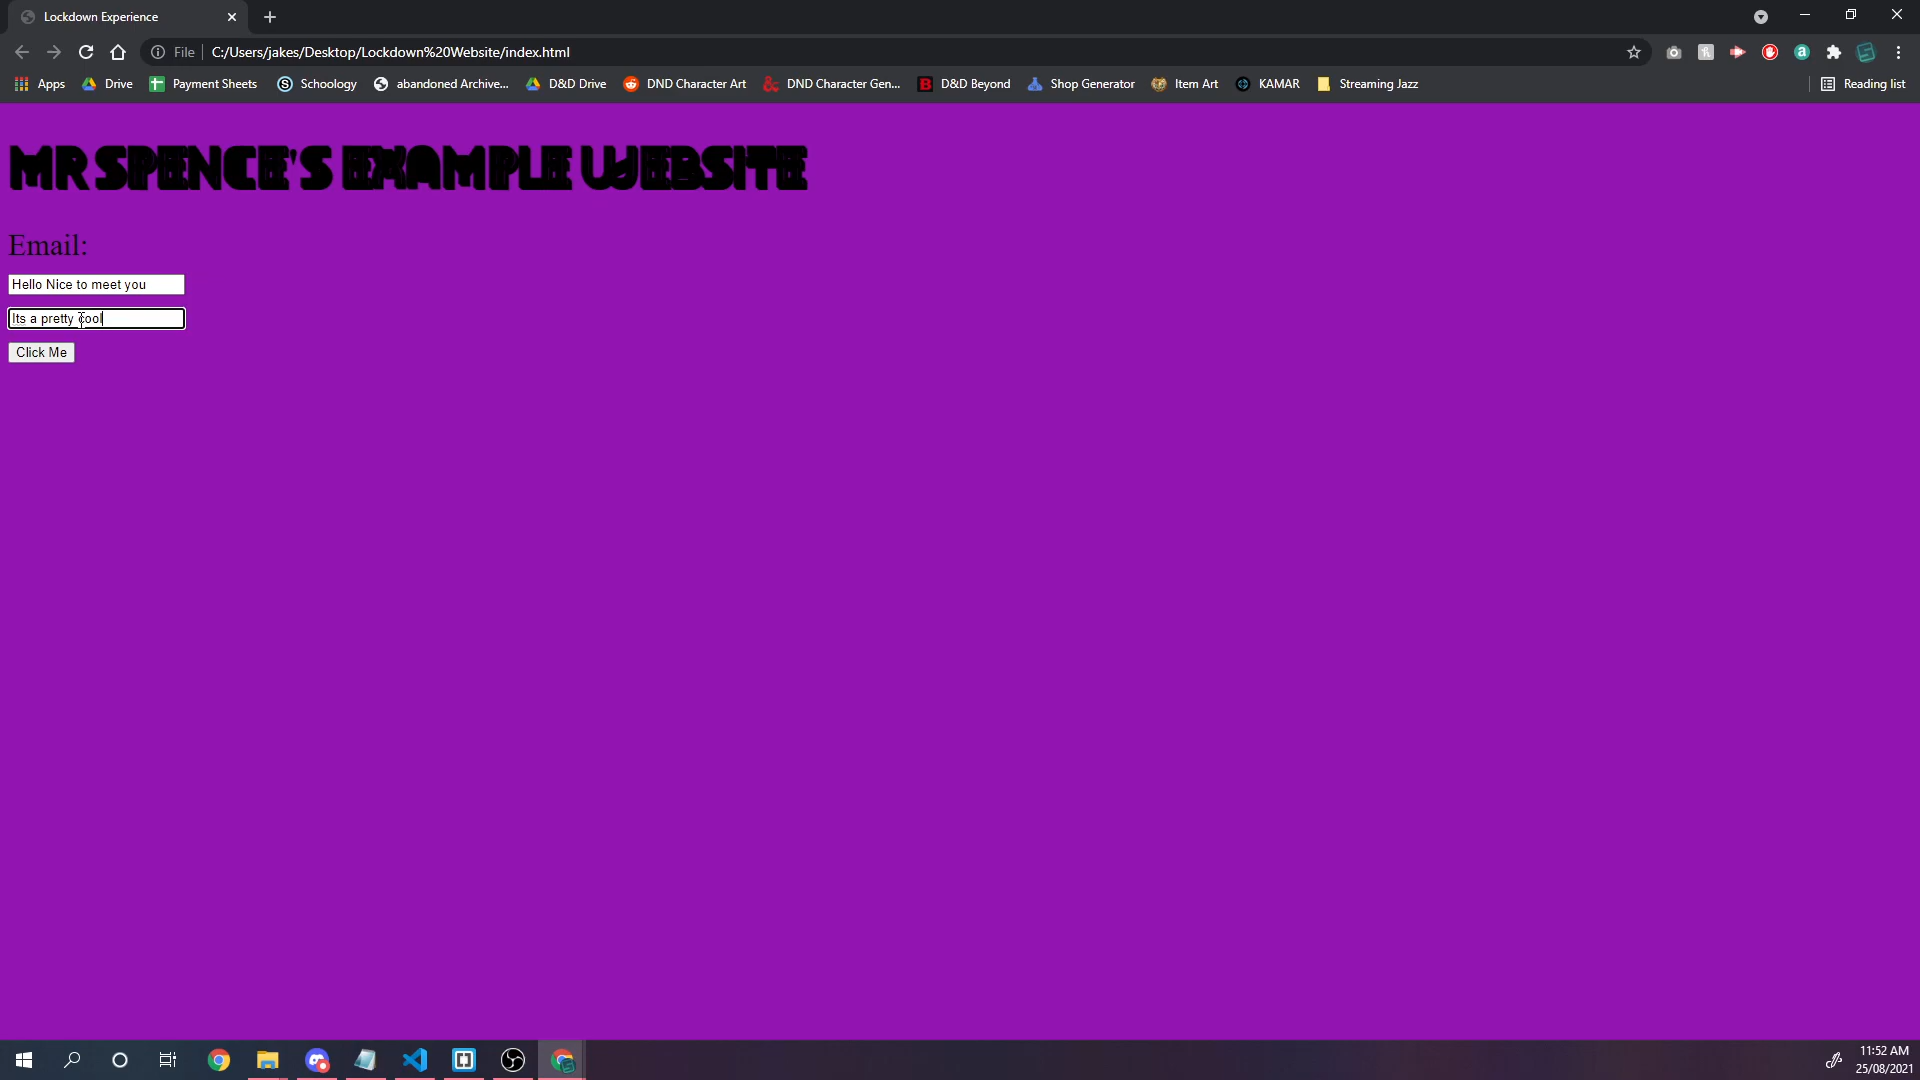 Lockdown Experience
File
C:/Users/jakes/Desktop/Lockdown%20Website/index.html
Apps
Drive
Payment Sheets
Schoology
abandoned Archive...
D&D Drive
DND Character Art
DND Character Gen...
D&D Beyond
Shop Generator
Item Art
KAMAR
Streaming Jazz
Reading list
MR SPENCE'S EXAMPLE WEBSITE
Email:
Hello Nice to meet you
Its a pretty cool
Click Me
11:52 AM
25/08/2021